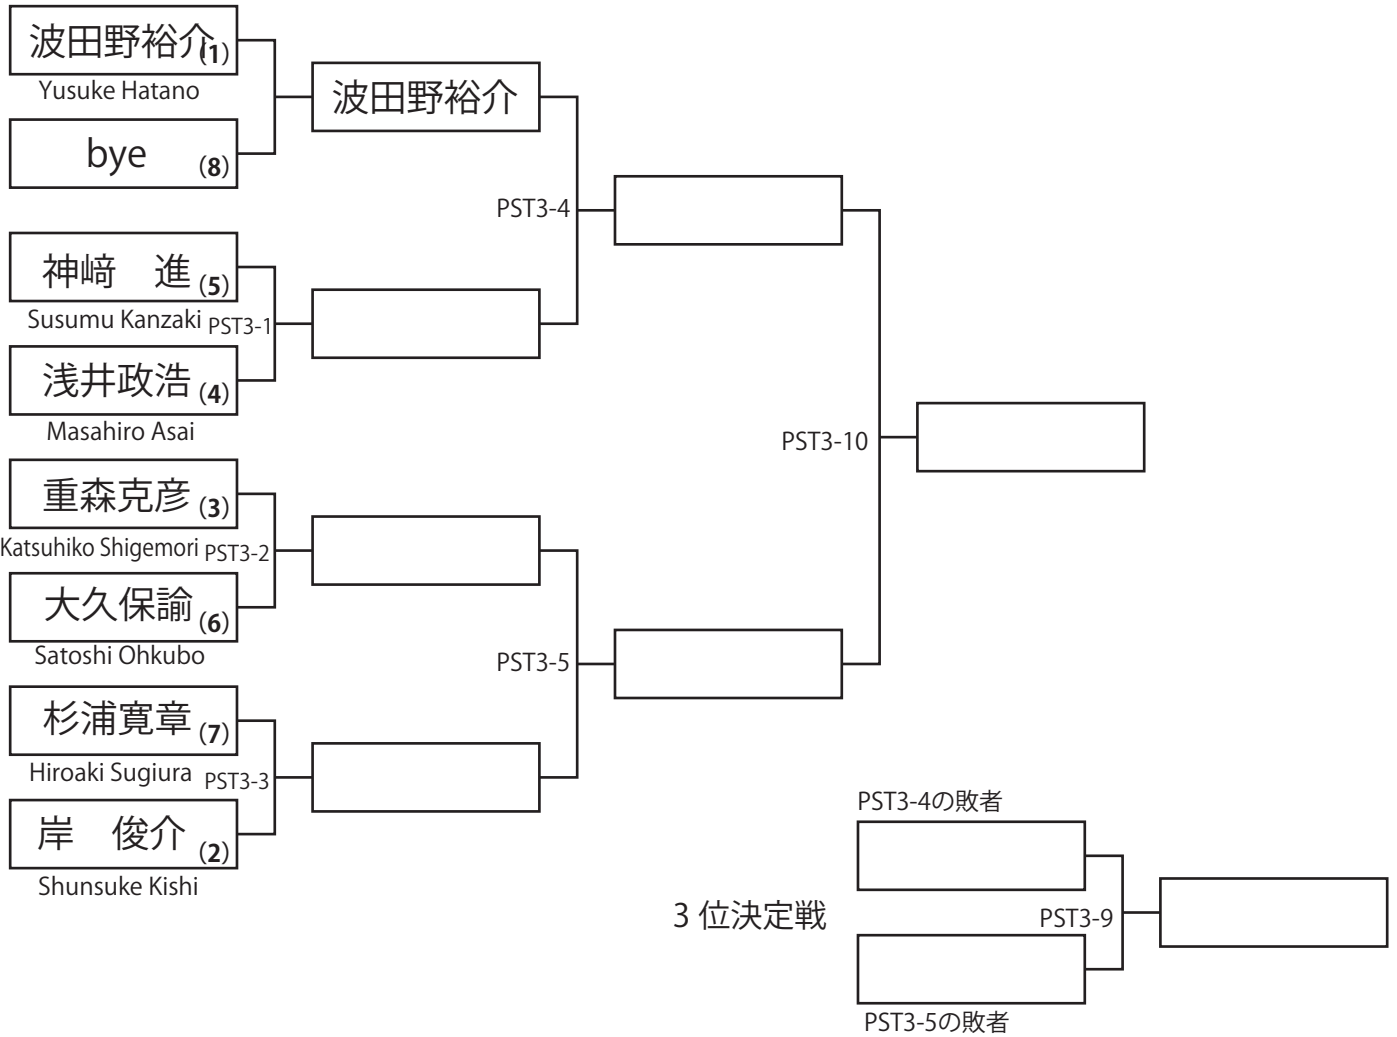 波田野裕介(1)
Yusuke Hatano
bye (8)
波田野裕介
PST3-4
神﨑　進(5)
Susumu Kanzaki
PST3-1
浅井政浩(4)
Masahiro Asai
PST3-10
重森克彦(3)
Katsuhiko Shigemori
PST3-2
大久保諭(6)
Satoshi Ohkubo
PST3-5
杉浦寛章(7)
Hiroaki Sugiura
PST3-3
岸　俊介(2)
Shunsuke Kishi
PST3-4の敗者
3 位決定戦
PST3-9
PST3-5の敗者